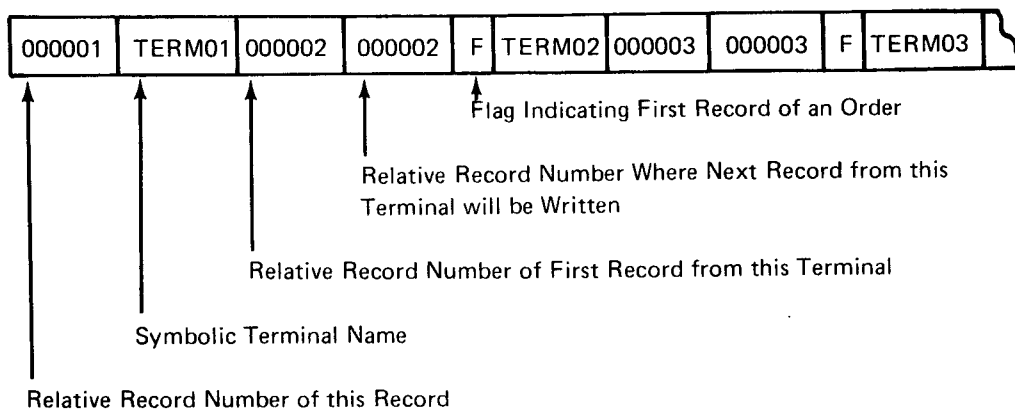 000001 TERM01 000002 000002 F TERM02 000003 000003 F TERM03
Flag Indicating First Record of an Order
Relative Record Number Where Next Record from this
Terminal will be Written
Relative Record Number of First Record from this Terminal
Symbolic Terminal Name
Relative Record Number of this Record